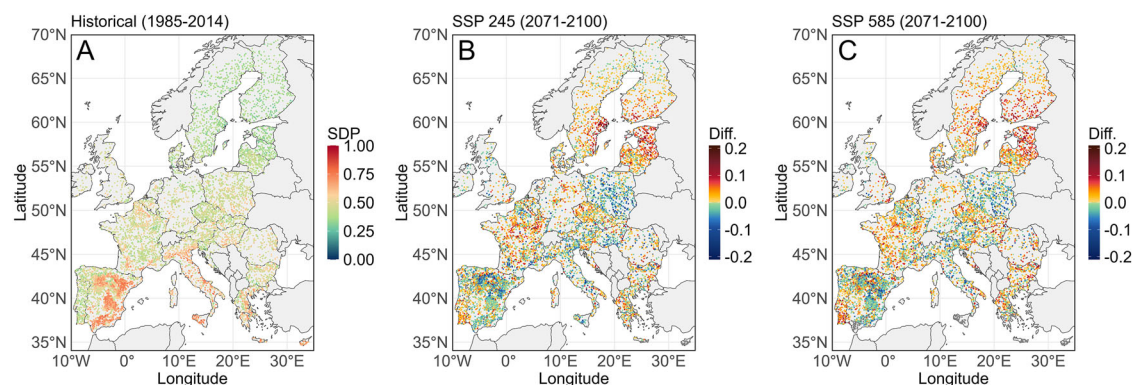 Historical (1985-2014)
A
70°N
65°N
60°N
55°N
50°N
45°N
40°N
35°N
Latitude
10°W 0° 10°E 20°E 30°E
Longitude
SDP
1.00
0.75
0.50
0.25
0.00
SSP 245 (2071-2100)
B
70°N
65°N
60°N
55°N
50°N
45°N
40°N
35°N
Latitude
10°W 0° 10°E 20°E 30°E
Longitude
Diff.
0.2
0.1
0.0
-0.1
-0.2
SSP 585 (2071-2100)
C
70°N
65°N
60°N
55°N
50°N
45°N
40°N
35°N
Latitude
10°W 0° 10°E 20°E 30°E
Longitude
Diff.
0.2
0.1
0.0
-0.1
-0.2